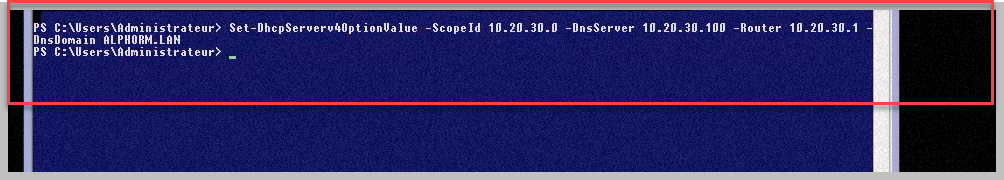 PS C:\Users\Administrateur> Set-DhcpServerv4OptionValue -ScopeId 10.20.30.0 -DnsServer 10.20.30.100 -Router 10.20.30.1 -
DnsDomain ALPHORM.LAN
PS C:\Users\Administrateur> _